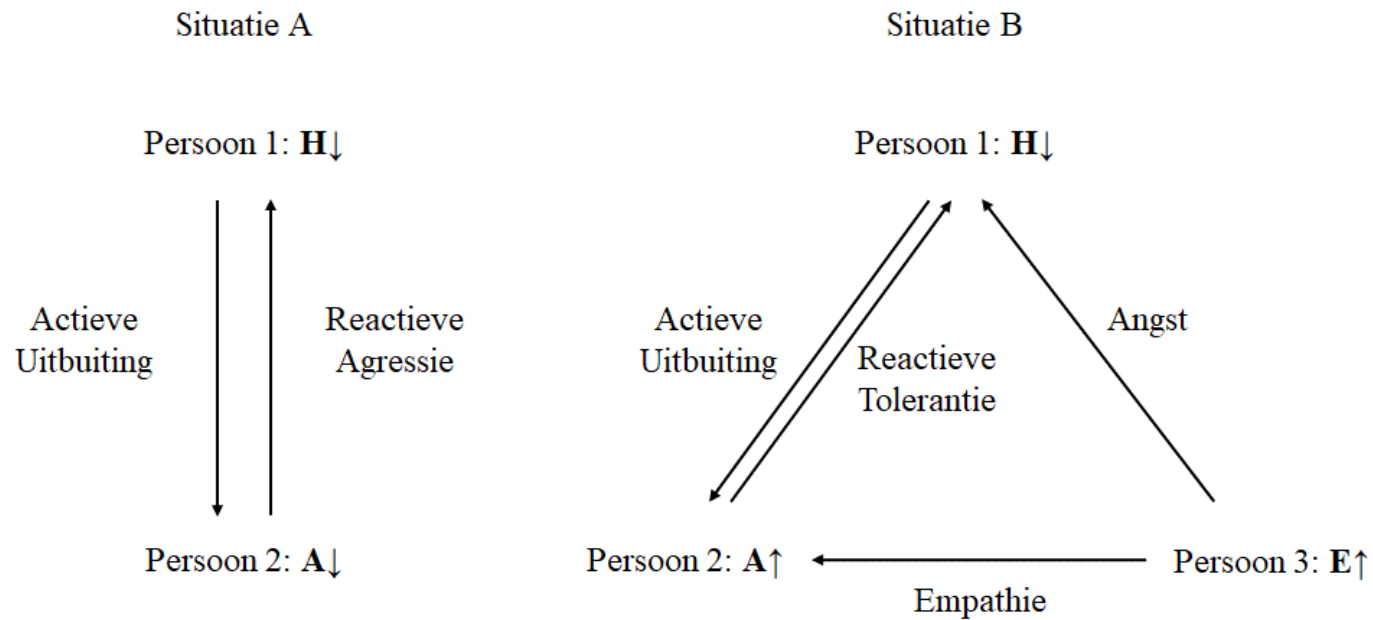 Situatie A
Persoon 1: H↓
Actieve
Uitbuiting
Reactieve
Agressie
Persoon 2: A↓
Situatie B
Persoon 1: H↓
Actieve
Uitbuiting
Reactieve
Tolerantie
Angst
Persoon 2: A↑
Empathie
Persoon 3: E↑